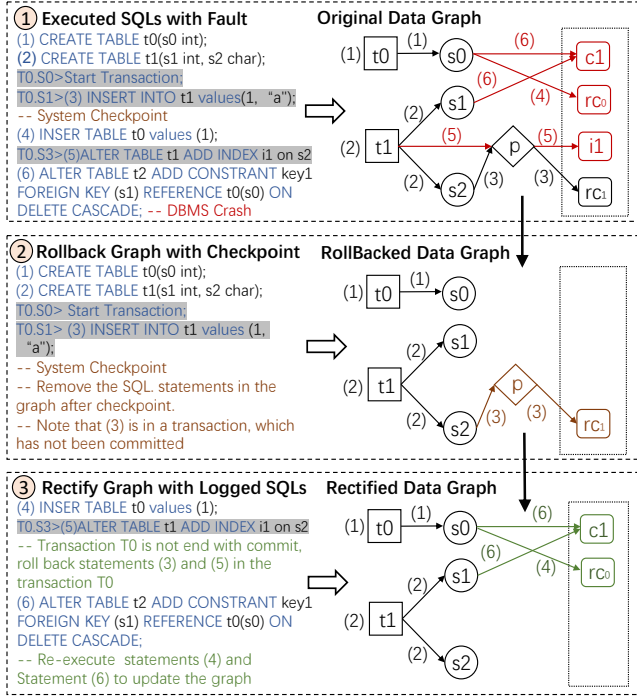 1 Executed SQLs with Fault
(1) CREATE TABLE t0(s0 int);
(2) CREATE TABLE t1(s1 int, s2 char);
T0.S0>Start Transaction;
T0.S1>(3) INSERT INTO t1 values(1, “a”);
-- System Checkpoint
(4) INSER TABLE t0 values (1);
T0.S3>(5)ALTER TABLE t1 ADD INDEX i1 on s2
(6) ALTER TABLE t2 ADD CONSTRANT key1
FOREIGN KEY (s1) REFERENCE t0(s0) ON
DELETE CASCADE; -- DBMS Crash
Original Data Graph
(1) t0 (1) s0 (6) c1
(6) (4) rc0
(2) s1
(2) t1 (5) p (5) i1
(2) s2 (3) (3) rc1
2 Rollback Graph with Checkpoint
(1) CREATE TABLE t0(s0 int);
(2) CREATE TABLE t1(s1 int, s2 char);
T0.S0> Start Transaction;
T0.S1> (3) INSERT INTO t1 values (1,
“a”);
-- System Checkpoint
-- Remove the SQL. statements in the
graph after checkpoint.
-- Note that (3) is in a transaction, which
has not been committed
RollBacked Data Graph
(1) t0 (1) s0
(2) s1
(2) t1 p
(2) s2 (3) (3) rc1
3 Rectify Graph with Logged SQLs
(4) INSER TABLE t0 values (1);
T0.S3>(5)ALTER TABLE t1 ADD INDEX i1 on s2
-- Transaction T0 is not end with commit,
roll back statements (3) and (5) in the
transaction T0
(6) ALTER TABLE t2 ADD CONSTRANT key1
FOREIGN KEY (s1) REFERENCE t0(s0) ON
DELETE CASCADE;
-- Re-execute statements (4) and
Statement (6) to update the graph
Rectified Data Graph
(1) t0 (1) s0 (6) c1
(6) (4) rc0
(2) s1
(2) t1
(2) s2